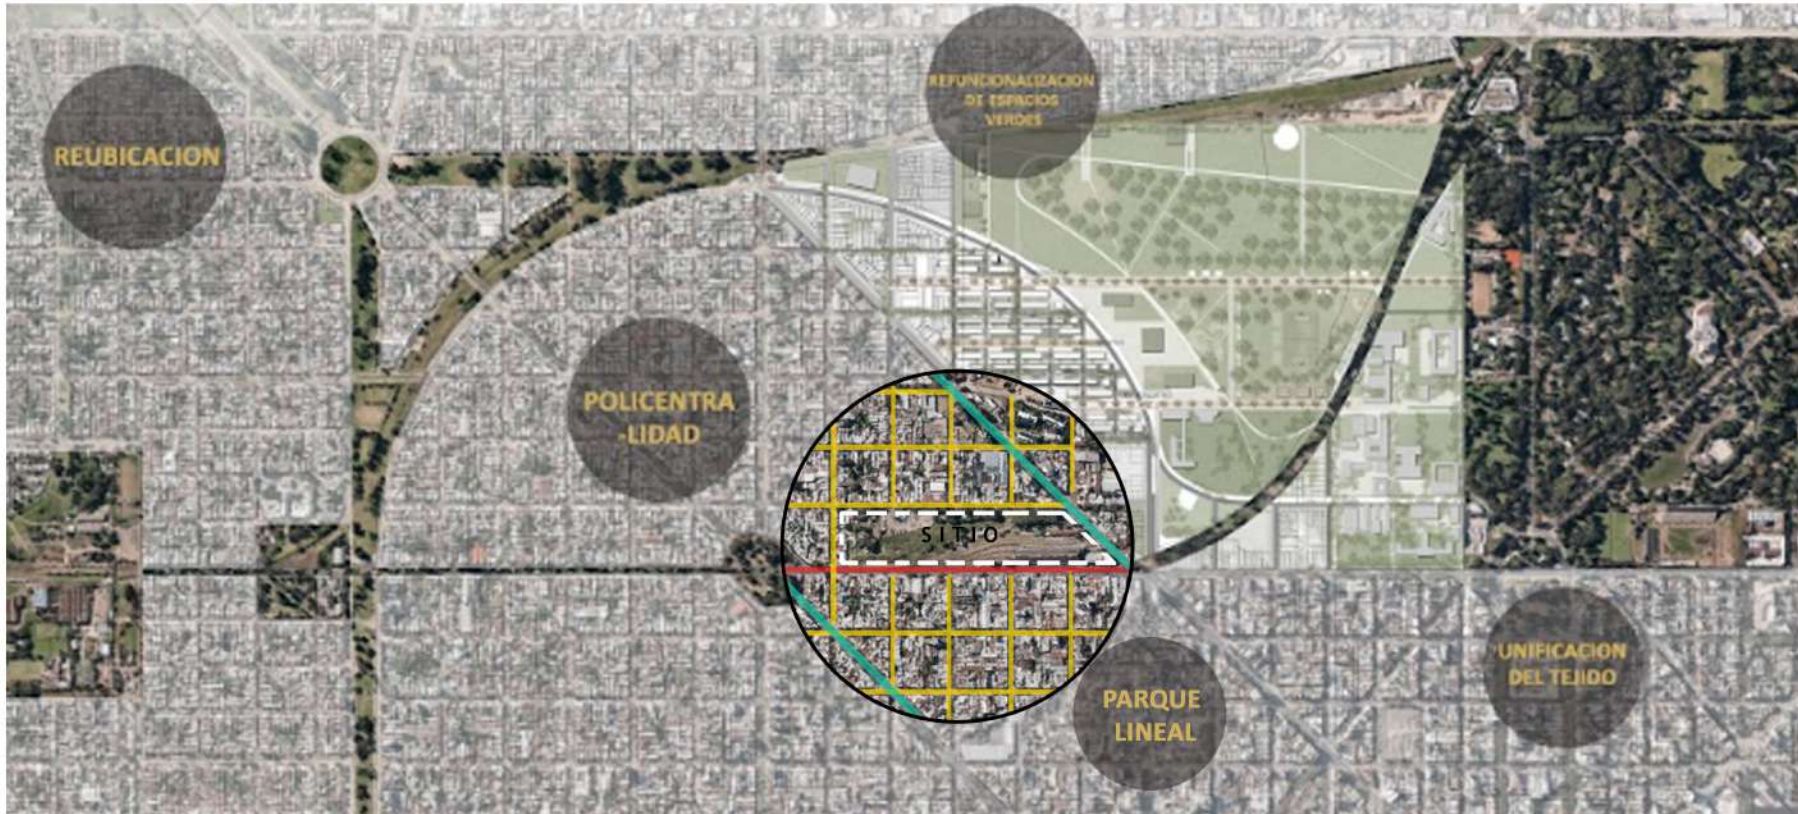 REFUNCIONALIZACION
DE ESPACIOS
VERDES
REUBICACION
POLICENTRA
-LIDAD
SITIO
UNIFICACION
DEL TEJIDO
PARQUE
LINEAL